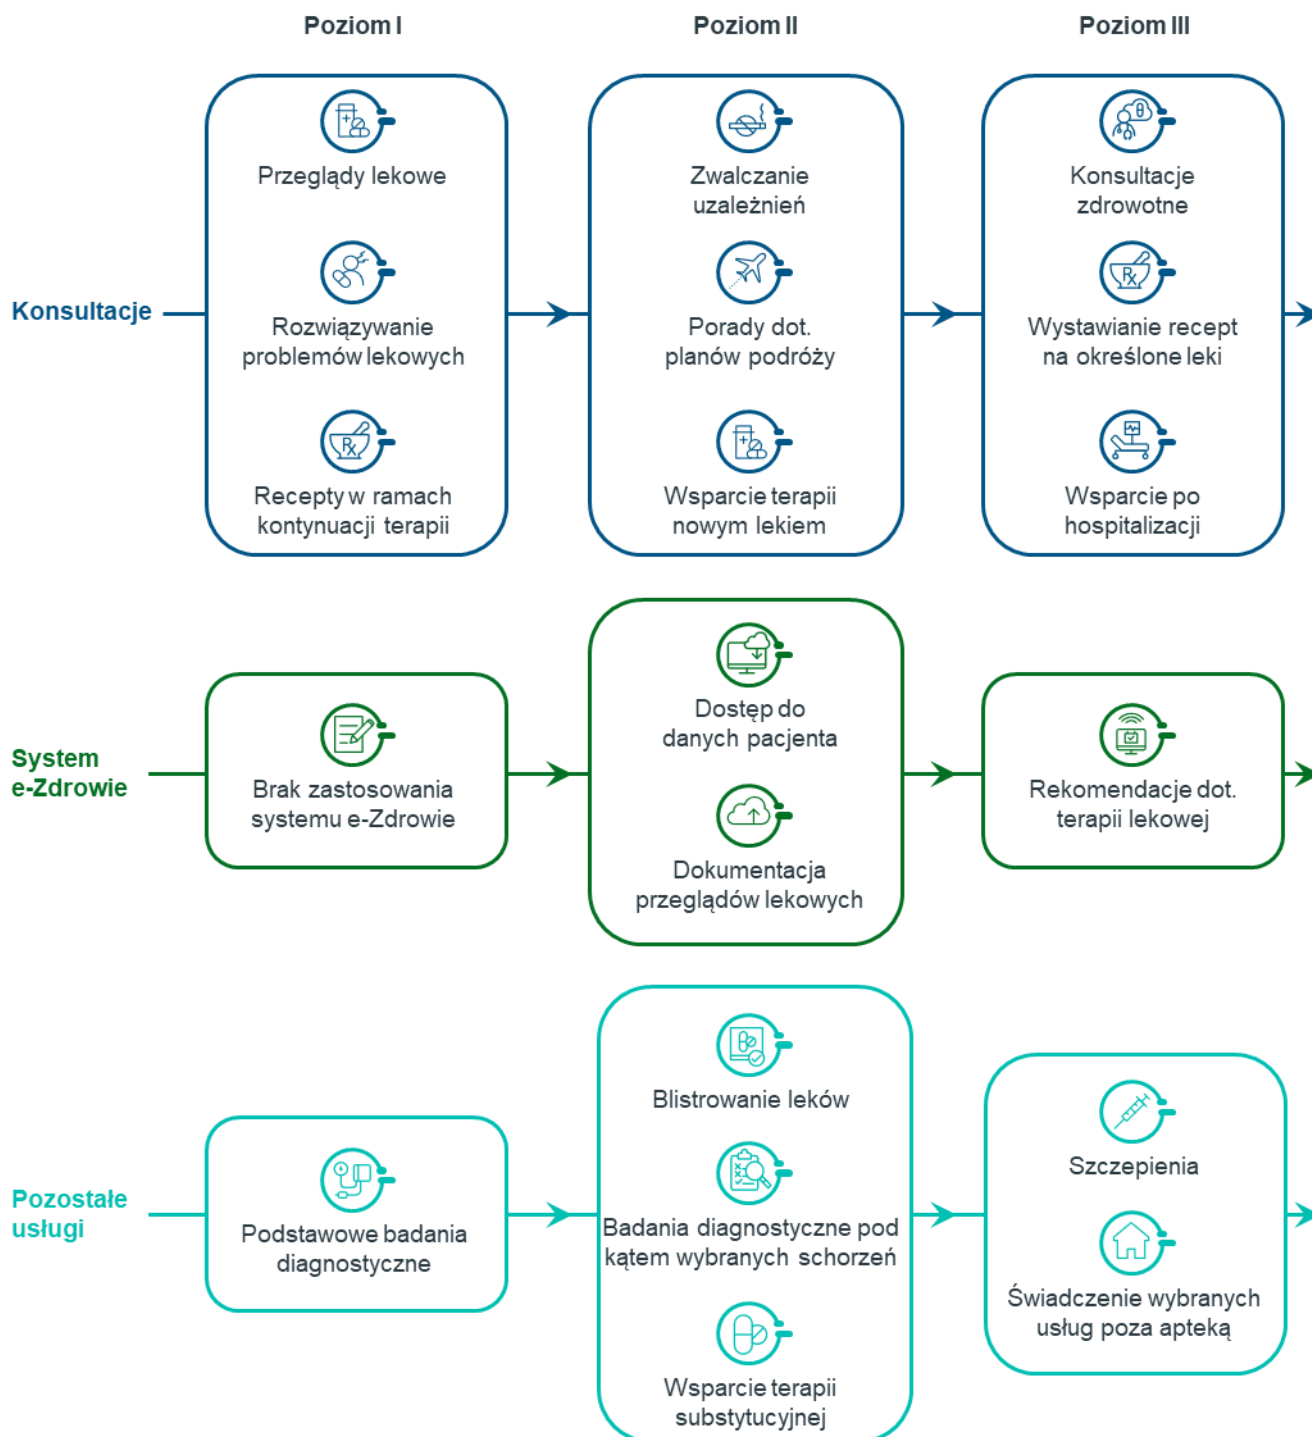 Poziom I
Poziom II
Poziom III
Konsultacje
Przeglądy lekowe
Rozwiązywanie
problemów lekowych
Rx
Recepty w ramach
kontynuacji terapii
Zwalczanie
uzależnień
Porady dot.
planów podróży
Wsparcie terapii
nowym lekiem
Konsultacje
zdrowotne
Rx
Wystawianie recept
na określone leki
Wsparcie po
hospitalizacji
System
e-Zdrowie
Brak zastosowania
systemu e-Zdrowie
Dostęp do
danych pacjenta
Dokumentacja
przeglądów lekowych
Rekomendacje dot.
terapii lekowej
Pozostałe
usługi
Podstawowe badania
diagnostyczne
Blistrowanie leków
Badania diagnostyczne pod
kątem wybranych schorzeń
Wsparcie terapii
substytucyjnej
Szczepienia
Świadczenie wybranych
usług poza apteką